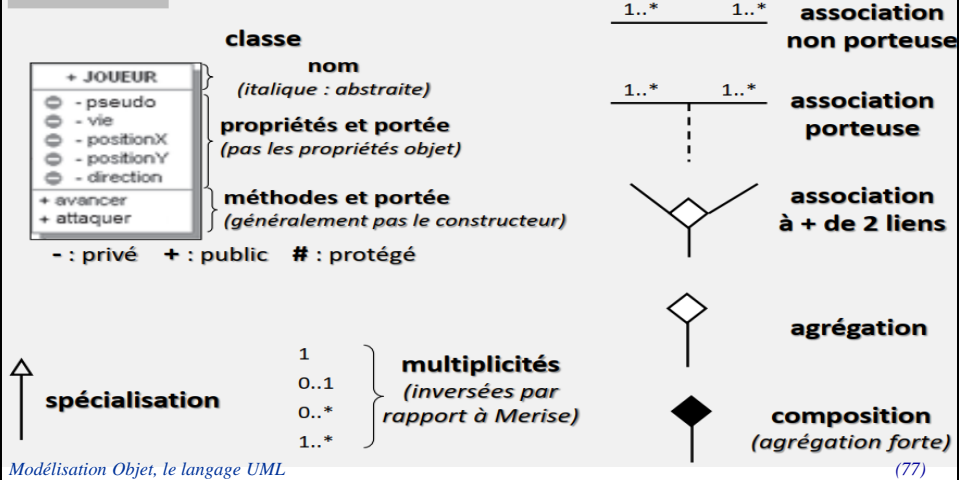 classe
nom
(italique : abstraite)
+ JOUEUR
- pseudo
- vie
- positionX
- positionY
- direction
propriétés et portée
(pas les propriétés objet)
+ avancer
+ attaquer
méthodes et portée
(généralement pas le constructeur)
- : privé + : public # : protégé
spécialisation
1
0..1
0..*
1..*
multiplicités
(inversées par
rapport à Merise)
1..* 1..*
association
non porteuse
1..* 1..*
association
porteuse
association
à + de 2 liens
agrégation
composition
(agrégation forte)
Modélisation Objet, le langage UML
(77)